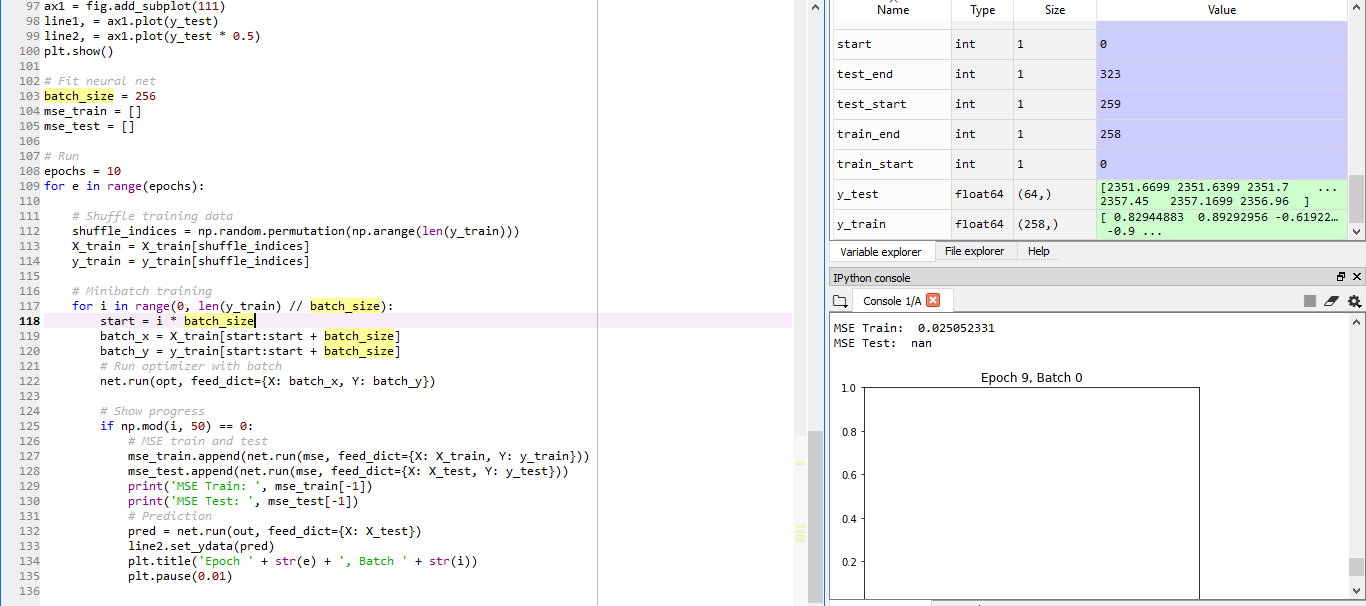 97 ax1 = fig.add_subplot(111)
98 line1, = ax1.plot(y_test)
99 line2, = ax1.plot(y_test * 0.5)
100 plt.show()
101
102 # Fit neural net
103 batch_size = 256
104 mse_train = []
105 mse_test = []
106
107 # Run
108 epochs = 10
109 for e in range(epochs):
110
111     # Shuffle training data
112     shuffle_indices = np.random.permutation(np.arange(len(y_train)))
113     X_train = X_train[shuffle_indices]
114     y_train = y_train[shuffle_indices]
115
116     # Minibatch training
117     for i in range(0, len(y_train) // batch_size):
118         start = i * batch_size
119         batch_x = X_train[start:start + batch_size]
120         batch_y = y_train[start:start + batch_size]
121         # Run optimizer with batch
122         net.run(opt, feed_dict={X: batch_x, Y: batch_y})
123
124         # Show progress
125         if np.mod(i, 50) == 0:
126             # MSE train and test
127             mse_train.append(net.run(mse, feed_dict={X: X_train, Y: y_train}))
128             mse_test.append(net.run(mse, feed_dict={X: X_test, Y: y_test}))
129             print('MSE Train: ', mse_train[-1])
130             print('MSE Test: ', mse_test[-1])
131             # Prediction
132             pred = net.run(out, feed_dict={X: X_test})
133             line2.set_ydata(pred)
134             plt.title('Epoch ' + str(e) + ', Batch ' + str(i))
135             plt.pause(0.01)
136
Name Type Size Value
start int 1 0
test_end int 1 323
test_start int 1 259
train_end int 1 258
train_start int 1 0
y_test float64 (64,) [2351.6699 2351.6399 2351.7 ...
2357.45 2357.1699 2356.96 ]
y_train float64 (258,) [ 0.82944883 0.89292956 -0.61922…
-0.9 ...
Variable explorer File explorer Help
IPython console
Console 1/A
MSE Train:  0.025052331
MSE Test:  nan
Epoch 9, Batch 0
1.0
0.8
0.6
0.4
0.2